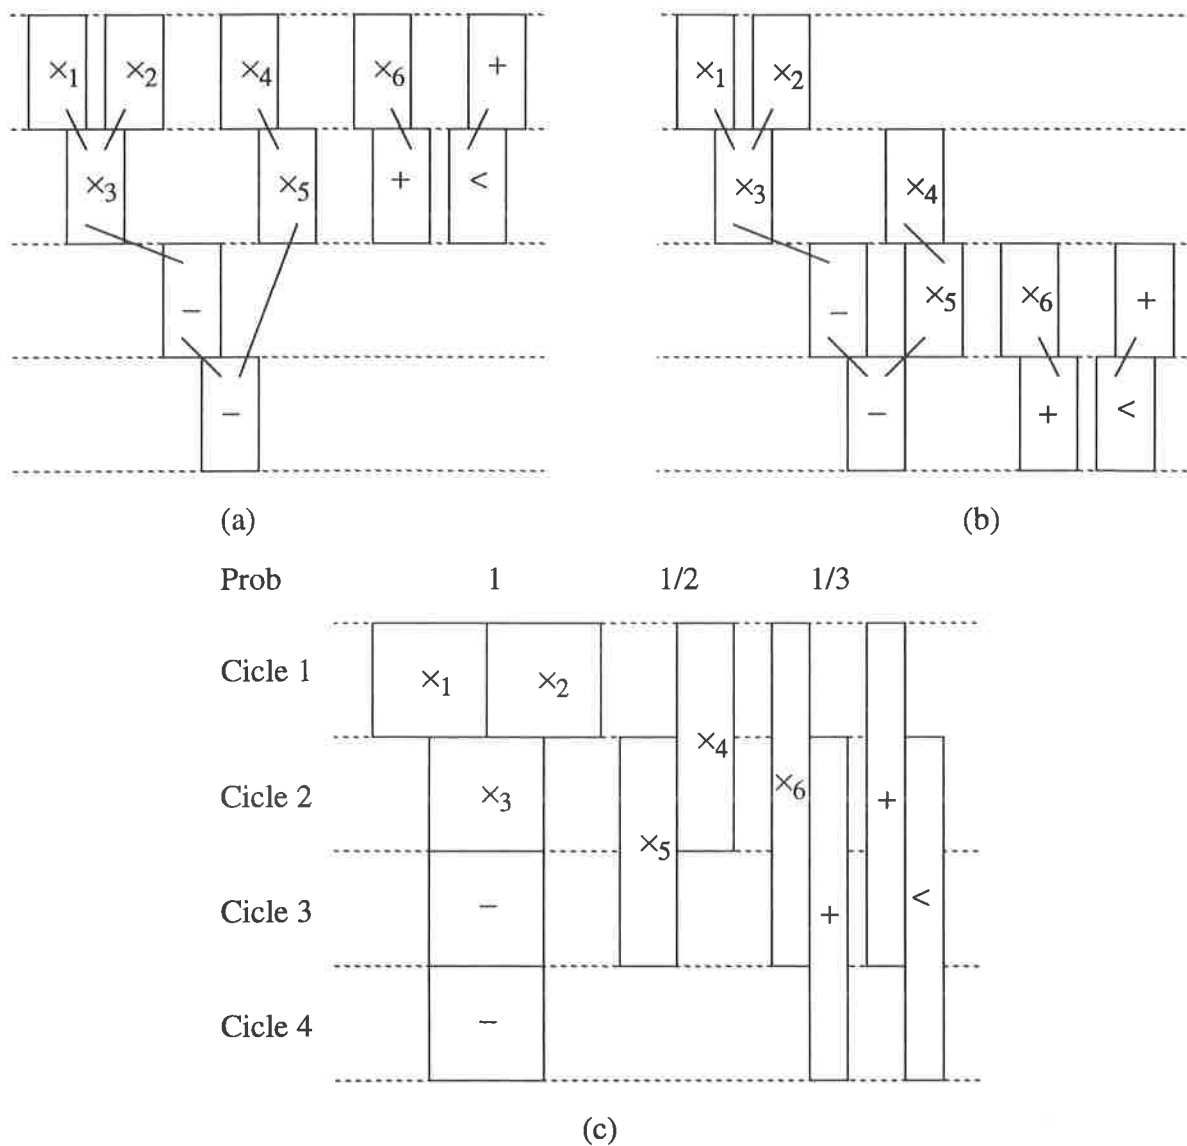 ×1 ×2 ×4 ×6 +
×3 ×5 + <
−
−
(a)
×1 ×2
×3 ×4
− ×5 ×6 +
− + <
(b)
Prob 1 1/2 1/3
Cicle 1 ×1 ×2
×4
Cicle 2 ×3 ×6 +
×5
Cicle 3 − + <
Cicle 4 −
(c)